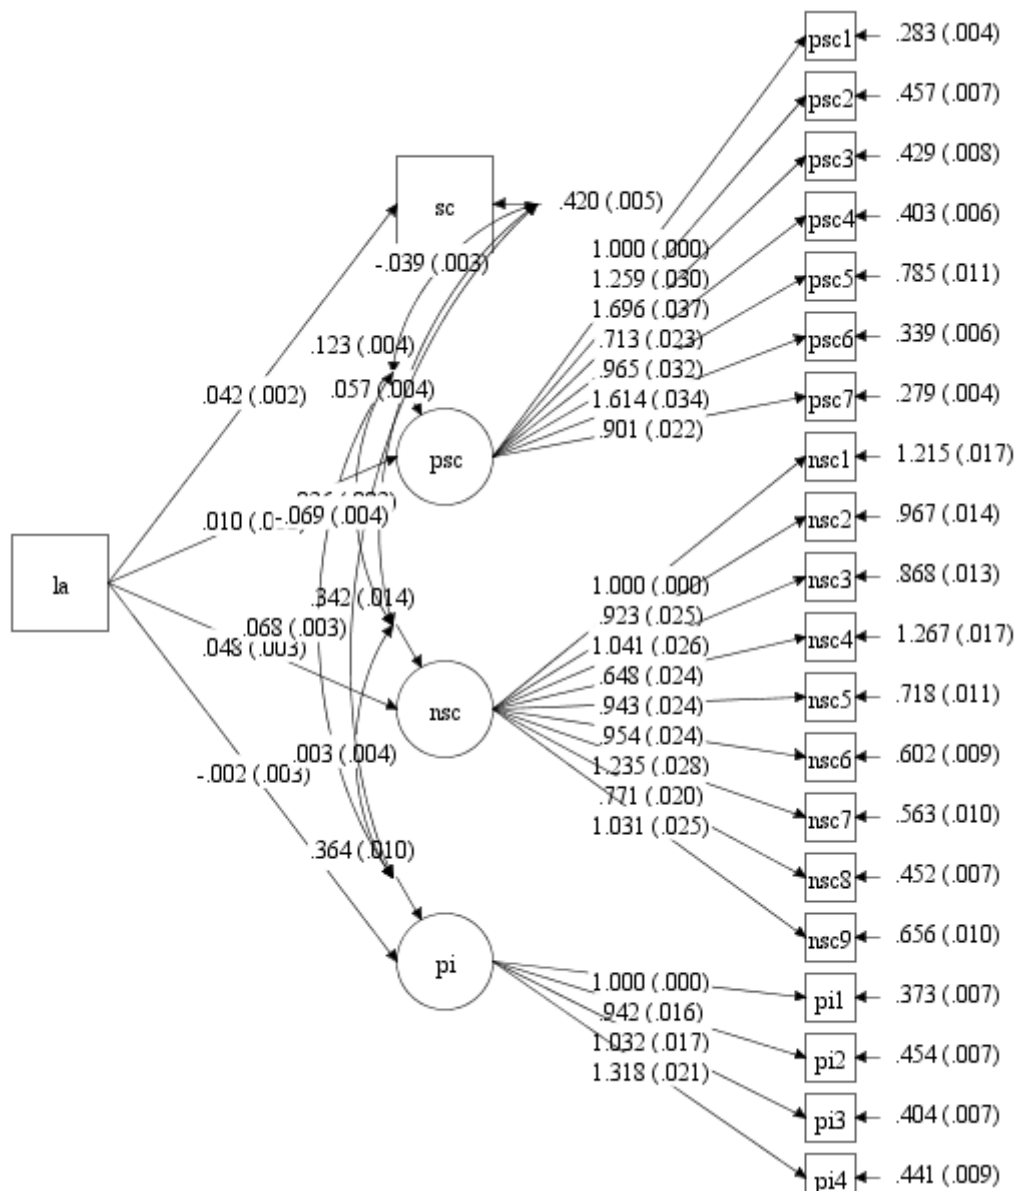 psc1 .283 (.004)
psc2 .457 (.007)
psc3 .429 (.008)
sc .420 (.005)
psc4 .403 (.006)
-.039 (.003)
1.000 (.000)
psc5 .785 (.011)
1.259 (.030)
1.696 (.037)
psc6 .339 (.006)
.123 (.004)
.713 (.023)
.965 (.032)
.042 (.002)
.057 (.004)
1.614 (.034)
psc7 .279 (.004)
.901 (.022)
psc
nsc1 1.215 (.017)
.010
-.069 (.004)
nsc2 .967 (.014)
la
.342 (.014)
1.000 (.000)
nsc3 .868 (.013)
.923 (.025)
.068 (.003)
.048 (.003)
1.041 (.026)
nsc4 1.267 (.017)
.648 (.024)
nsc
.943 (.024)
nsc5 .718 (.011)
.954 (.024)
-.002 (.003)
.003 (.004)
1.235 (.028)
nsc6 .602 (.009)
.771 (.020)
nsc7 .563 (.010)
1.031 (.025)
.364 (.010)
nsc8 .452 (.007)
nsc9 .656 (.010)
pi
1.000 (.000)
pi1 .373 (.007)
.942 (.016)
1.032 (.017)
pi2 .454 (.007)
1.318 (.021)
pi3 .404 (.007)
pi4 .441 (.009)